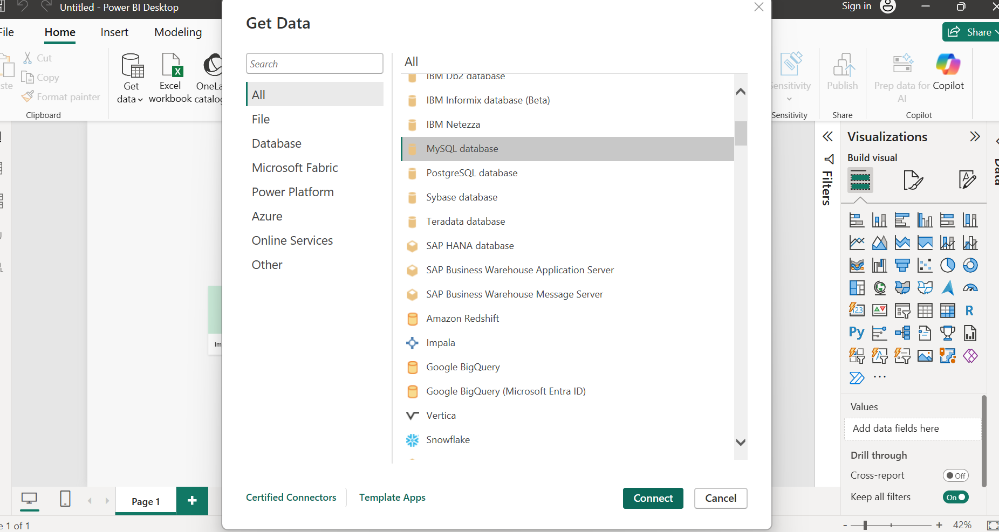 Untitled - Power BI Desktop
Sign in
File
Home
Insert
Modeling
Share
Cut
Copy
Format painter
Clipboard
Get data
Excel workbook
Sensitivity
Sensitivity
Publish
Share
Prep data for AI
Copilot
Copilot
Get Data
Search
All
File
Database
Microsoft Fabric
Power Platform
Azure
Online Services
Other
All
IBM Db2 database
IBM Informix database (Beta)
IBM Netezza
MySQL database
PostgreSQL database
Sybase database
Teradata database
SAP HANA database
SAP Business Warehouse Application Server
SAP Business Warehouse Message Server
Amazon Redshift
Impala
Google BigQuery
Google BigQuery (Microsoft Entra ID)
Vertica
Snowflake
Certified Connectors
Template Apps
Connect
Cancel
Filters
Visualizations
Build visual
123
R
Py
Values
Add data fields here
Drill through
Cross-report
Off
Keep all filters
On
Data
Page 1
1 of 1
42%